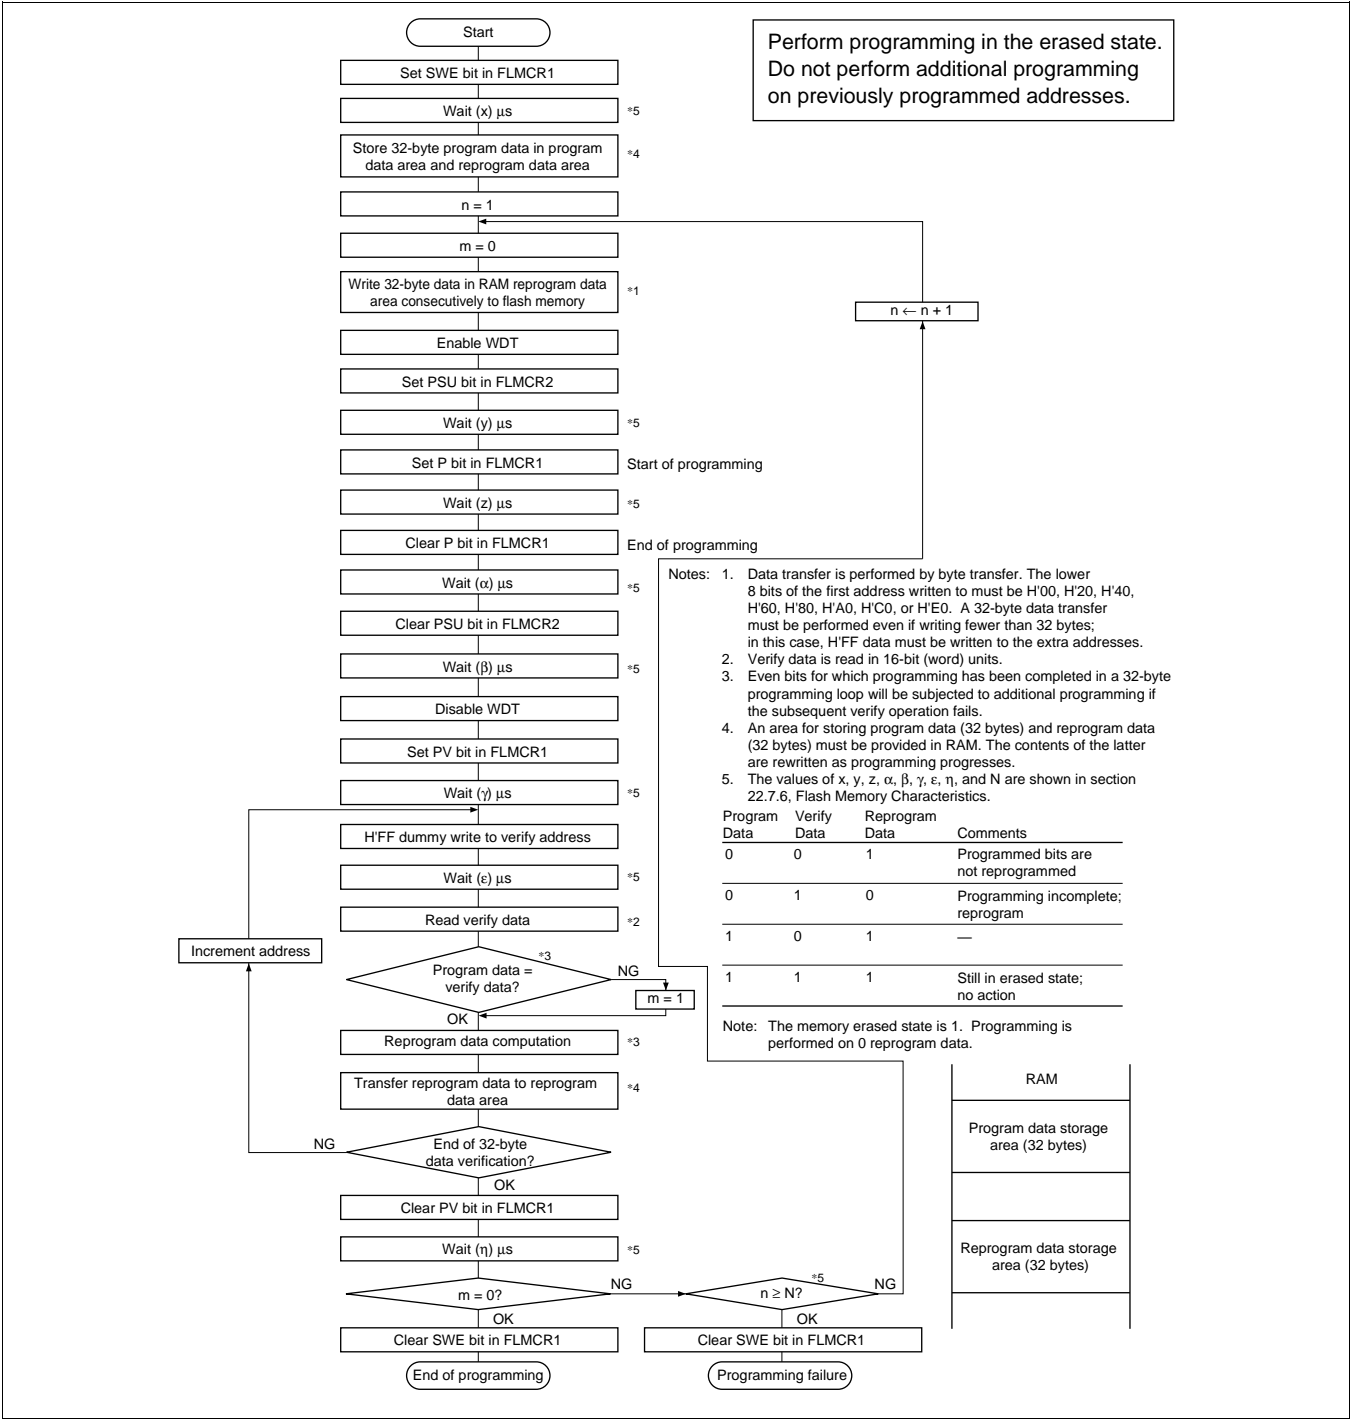 Start
Perform programming in the erased state.
Do not perform additional programming
on previously programmed addresses.
Set SWE bit in FLMCR1
Wait (x) μs
*5
Store 32-byte program data in program
data area and reprogram data area
*4
n = 1
m = 0
Write 32-byte data in RAM reprogram data
area consecutively to flash memory
*1
n ← n + 1
Enable WDT
Set PSU bit in FLMCR2
Wait (y) μs
*5
Set P bit in FLMCR1
Start of programming
Wait (z) μs
*5
Clear P bit in FLMCR1
End of programming
Wait (α) μs
*5
Clear PSU bit in FLMCR2
Wait (β) μs
*5
Disable WDT
Set PV bit in FLMCR1
Wait (γ) μs
*5
H'FF dummy write to verify address
Wait (ε) μs
*5
Read verify data
*2
Increment address
Program data =
verify data?
*3
NG
m = 1
OK
Reprogram data computation
*3
Transfer reprogram data to reprogram
data area
*4
End of 32-byte
data verification?
NG
OK
Clear PV bit in FLMCR1
Wait (η) μs
*5
m = 0?
NG
OK
n ≥ N?
*5
NG
OK
Clear SWE bit in FLMCR1
Clear SWE bit in FLMCR1
End of programming
Programming failure
Notes: 1. Data transfer is performed by byte transfer. The lower
8 bits of the first address written to must be H'00, H'20, H'40,
H'60, H'80, H'A0, H'C0, or H'E0. A 32-byte data transfer
must be performed even if writing fewer than 32 bytes;
in this case, H'FF data must be written to the extra addresses.
2. Verify data is read in 16-bit (word) units.
3. Even bits for which programming has been completed in a 32-byte
programming loop will be subjected to additional programming if
the subsequent verify operation fails.
4. An area for storing program data (32 bytes) and reprogram data
(32 bytes) must be provided in RAM. The contents of the latter
are rewritten as programming progresses.
5. The values of x, y, z, α, β, γ, ε, η, and N are shown in section
22.7.6, Flash Memory Characteristics.
Program Verify Reprogram
Data Data Data Comments
0 0 1 Programmed bits are
not reprogrammed
0 1 0 Programming incomplete;
reprogram
1 0 1 —
1 1 1 Still in erased state;
no action
Note: The memory erased state is 1. Programming is
performed on 0 reprogram data.
RAM
Program data storage
area (32 bytes)
Reprogram data storage
area (32 bytes)